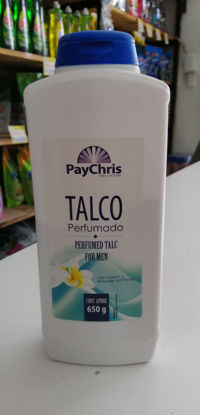 PayChris
TALCO
Perfumado
PERFUMED TALC
FOR MEN
CONT. APROX.
650 g